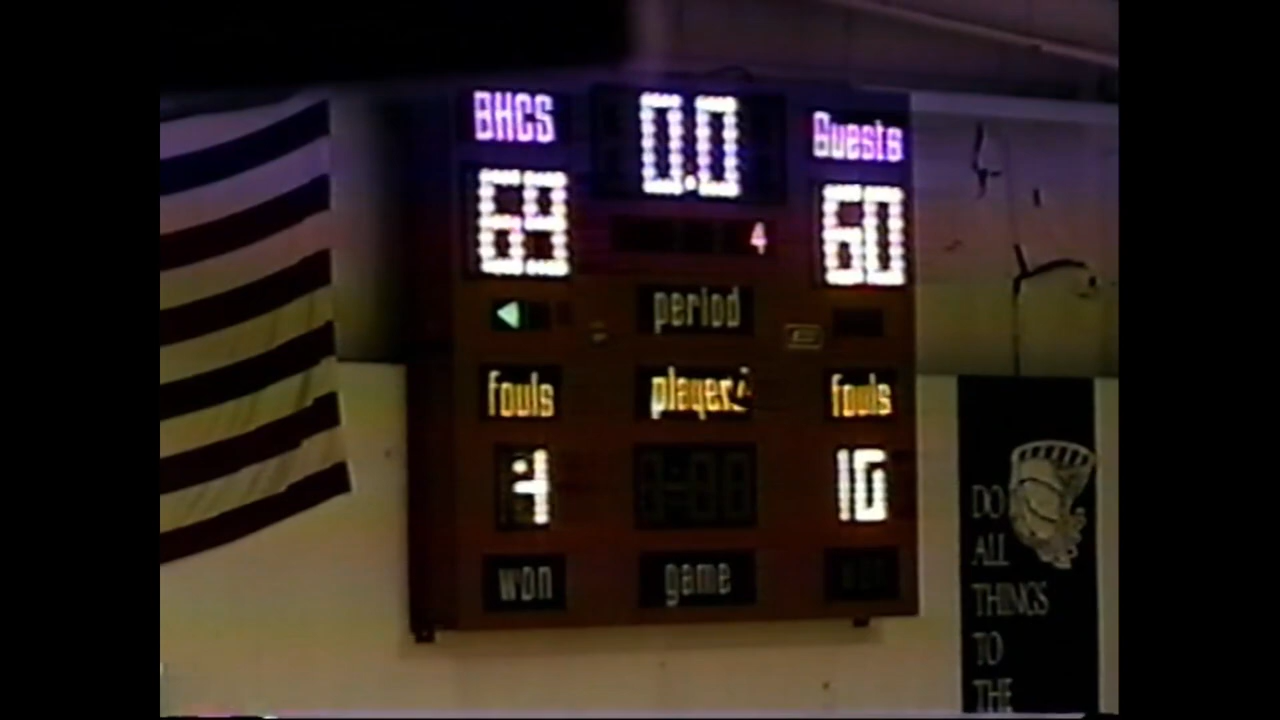 BHCS
0.0
Guests
69
60
4
period
fouls
player
fouls
10
won
game
won
DO
ALL
THINGS
TO
THE